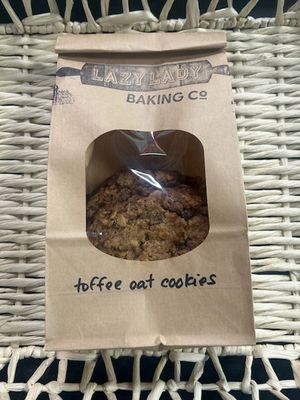 LAZY LADY
BAKING CO
toffee oat cookies